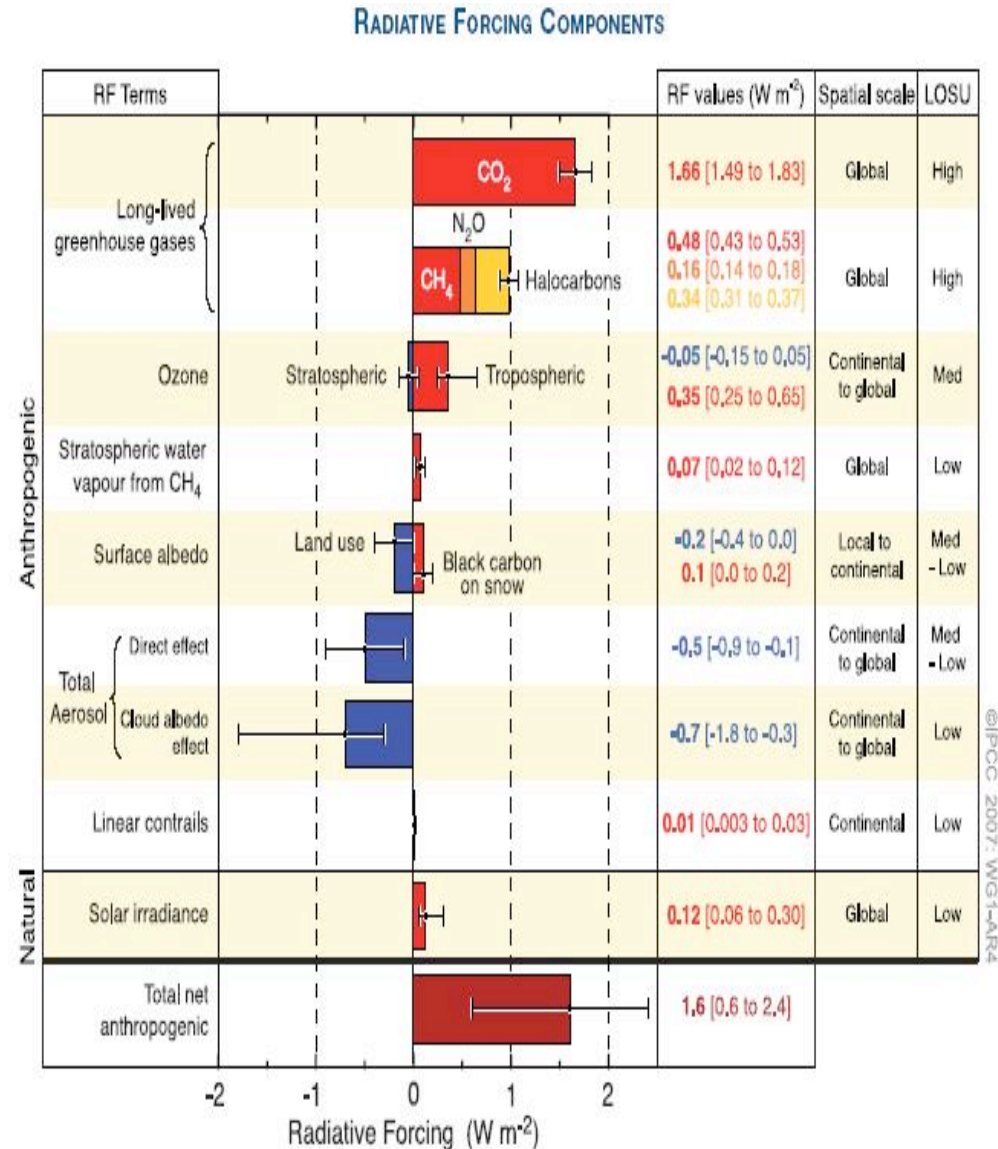 RADIATIVE FORCING COMPONENTS
RF Terms
RF values (W m⁻²)
Spatial scale
LOSU
Anthropogenic
Long-lived
greenhouse gases
CO₂
1.66 [1.49 to 1.83]
Global
High
N₂O
CH₄
Halocarbons
0.48 [0.43 to 0.53]
0.16 [0.14 to 0.18]
0.34 [0.31 to 0.37]
Global
High
Ozone
Stratospheric
Tropospheric
-0.05 [-0.15 to 0.05]
0.35 [0.25 to 0.65]
Continental
to global
Med
Stratospheric water
vapour from CH₄
0.07 [0.02 to 0.12]
Global
Low
Surface albedo
Land use
Black carbon
on snow
-0.2 [-0.4 to 0.0]
0.1 [0.0 to 0.2]
Local to
continental
Med
- Low
Total
Aerosol
Direct effect
-0.5 [-0.9 to -0.1]
Continental
to global
Med
- Low
Cloud albedo
effect
-0.7 [-1.8 to -0.3]
Continental
to global
Low
Linear contrails
0.01 [0.003 to 0.03]
Continental
Low
Natural
Solar irradiance
0.12 [0.06 to 0.30]
Global
Low
Total net
anthropogenic
1.6 [0.6 to 2.4]
-2 -1 0 1 2
Radiative Forcing (W m⁻²)
©IPCC 2007: WG1-AR4